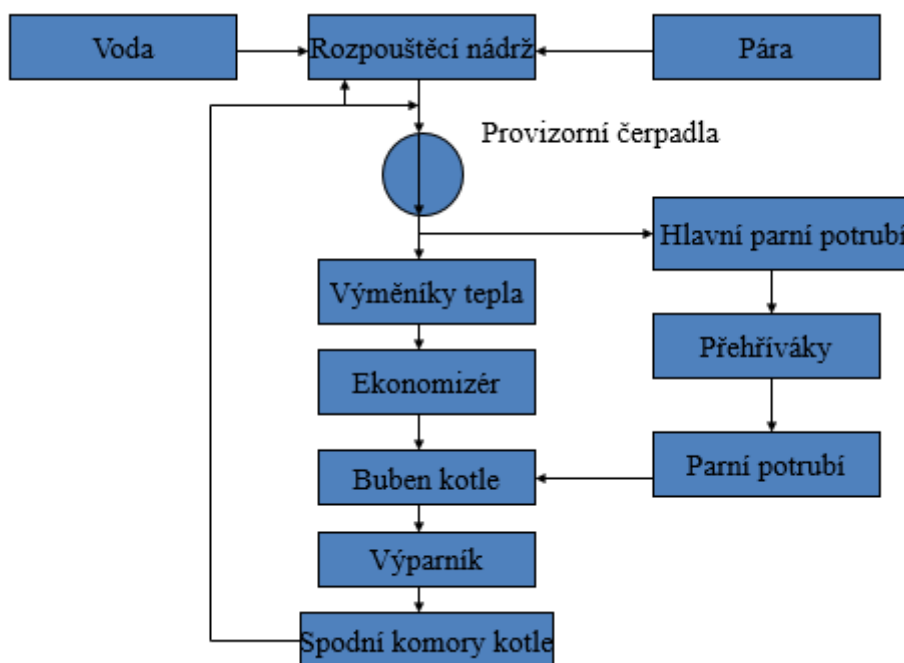 Voda
Rozpouštěcí nádrž
Pára
Provizorní čerpadla
Hlavní parní potrubí
Výměníky tepla
Přehříváky
Ekonomizér
Parní potrubí
Buben kotle
Výparník
Spodní komory kotle